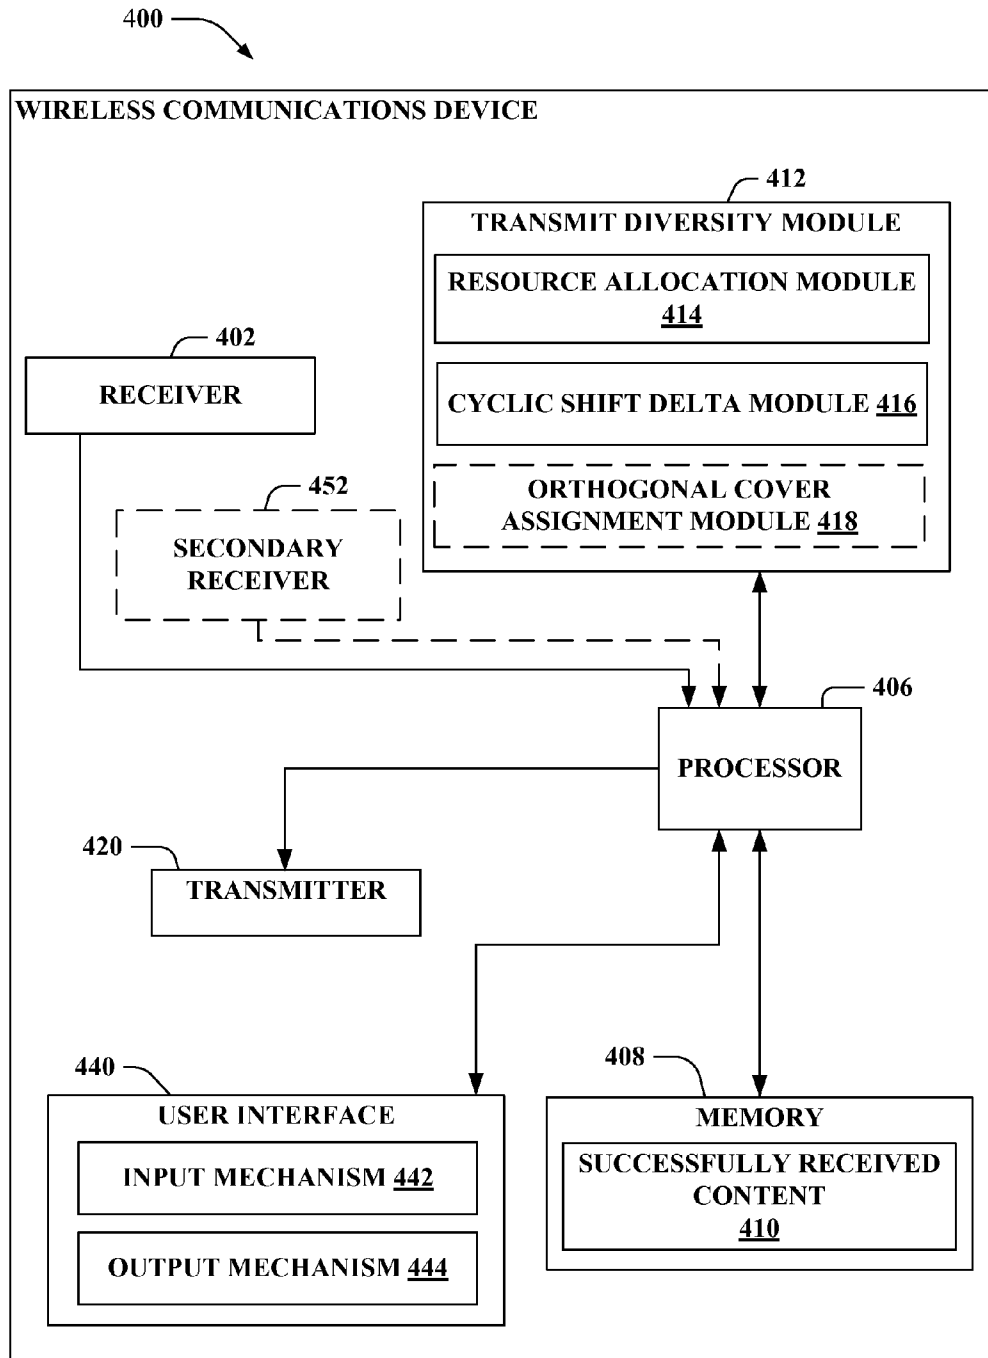 400
WIRELESS COMMUNICATIONS DEVICE
412
TRANSMIT DIVERSITY MODULE
RESOURCE ALLOCATION MODULE
414
CYCLIC SHIFT DELTA MODULE 416
ORTHOGONAL COVER
ASSIGNMENT MODULE 418
402
RECEIVER
452
SECONDARY
RECEIVER
406
PROCESSOR
420
TRANSMITTER
440
USER INTERFACE
INPUT MECHANISM 442
OUTPUT MECHANISM 444
408
MEMORY
SUCCESSFULLY RECEIVED
CONTENT
410